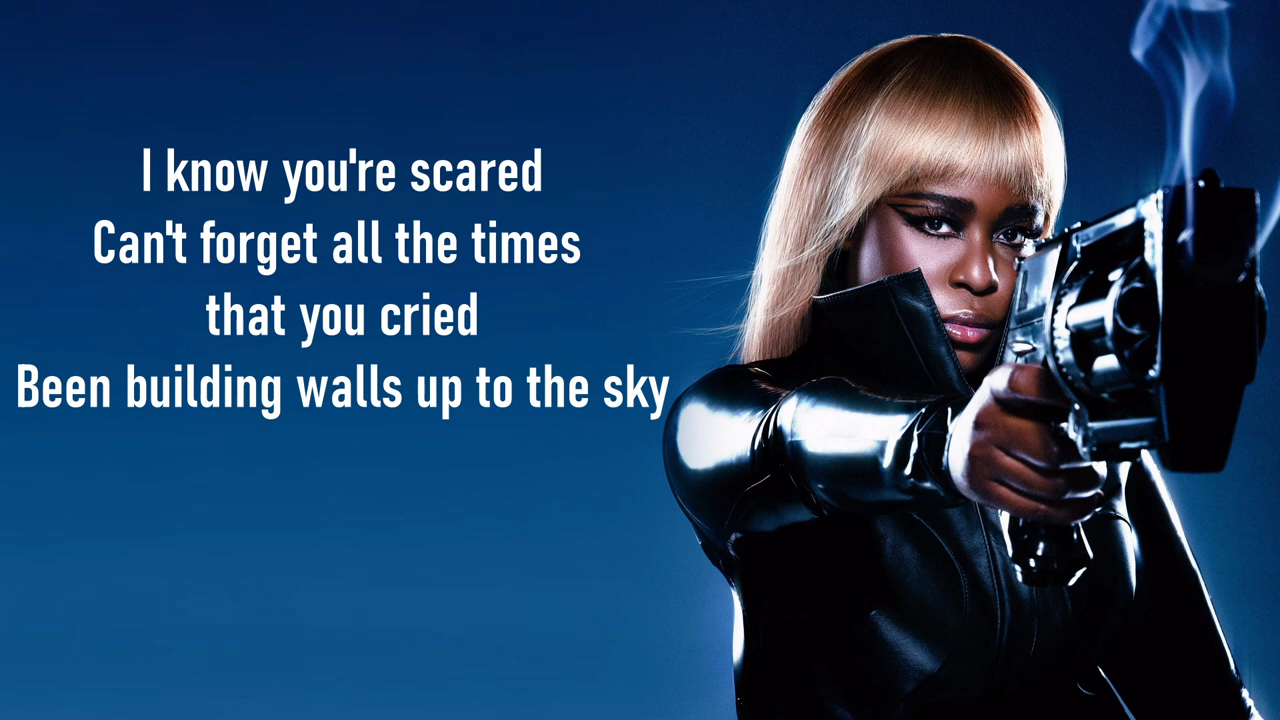 I know you're scared
Can't forget all the times
that you cried
Been building walls up to the sky